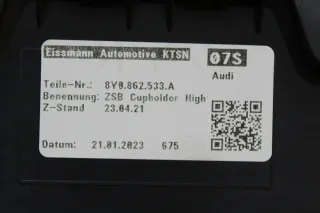 Eissmann Automotive KTSN
07S
Audi
Teile-Nr.: 8Y0.862.533.A
Benennung: ZSB Cupholder High
Z-Stand 23.04.21
Datum: 21.01.2023 675